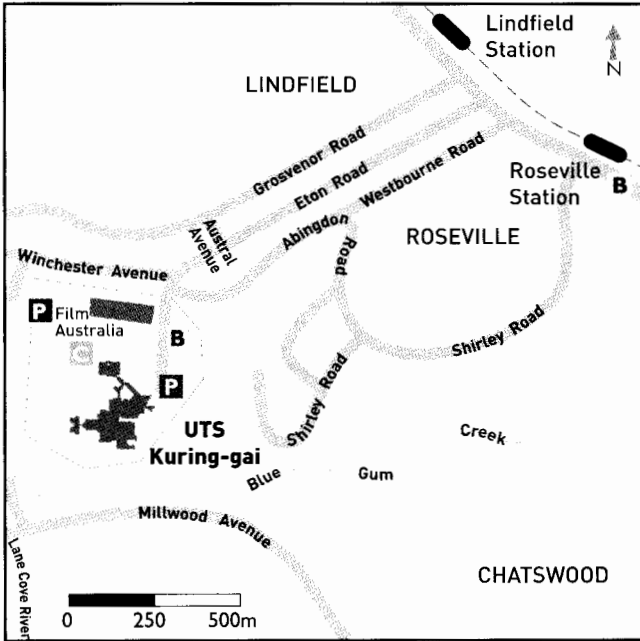 Lindfield
Station
N
LINDFIELD
Grosvenor Road
Eton Road
Westbourne Road
Roseville
Station
B
Austral
Avenue
Abingdon
Road
ROSEVILLE
Winchester Avenue
P
Film
Australia
C
B
P
Shirley Road
Shirley Road
UTS
Kuring-gai
Creek
Blue
Gum
Millwood Avenue
Lane Cove River
CHATSWOOD
0 250 500m